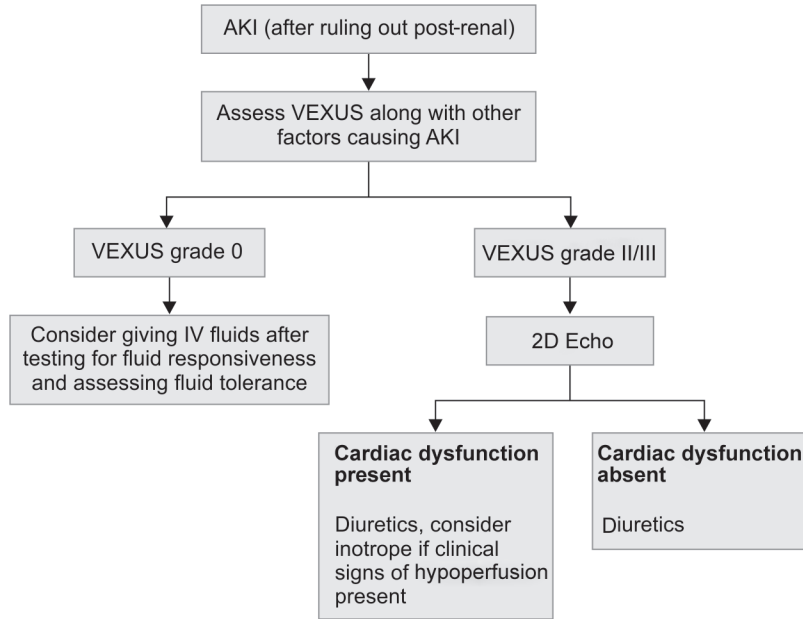 AKI (after ruling out post-renal)
Assess VEXUS along with other
factors causing AKI
VEXUS grade 0
VEXUS grade II/III
Consider giving IV fluids after
testing for fluid responsiveness
and assessing fluid tolerance
2D Echo
Cardiac dysfunction
present
Diuretics, consider
inotrope if clinical
signs of hypoperfusion
present
Cardiac dysfunction
absent
Diuretics